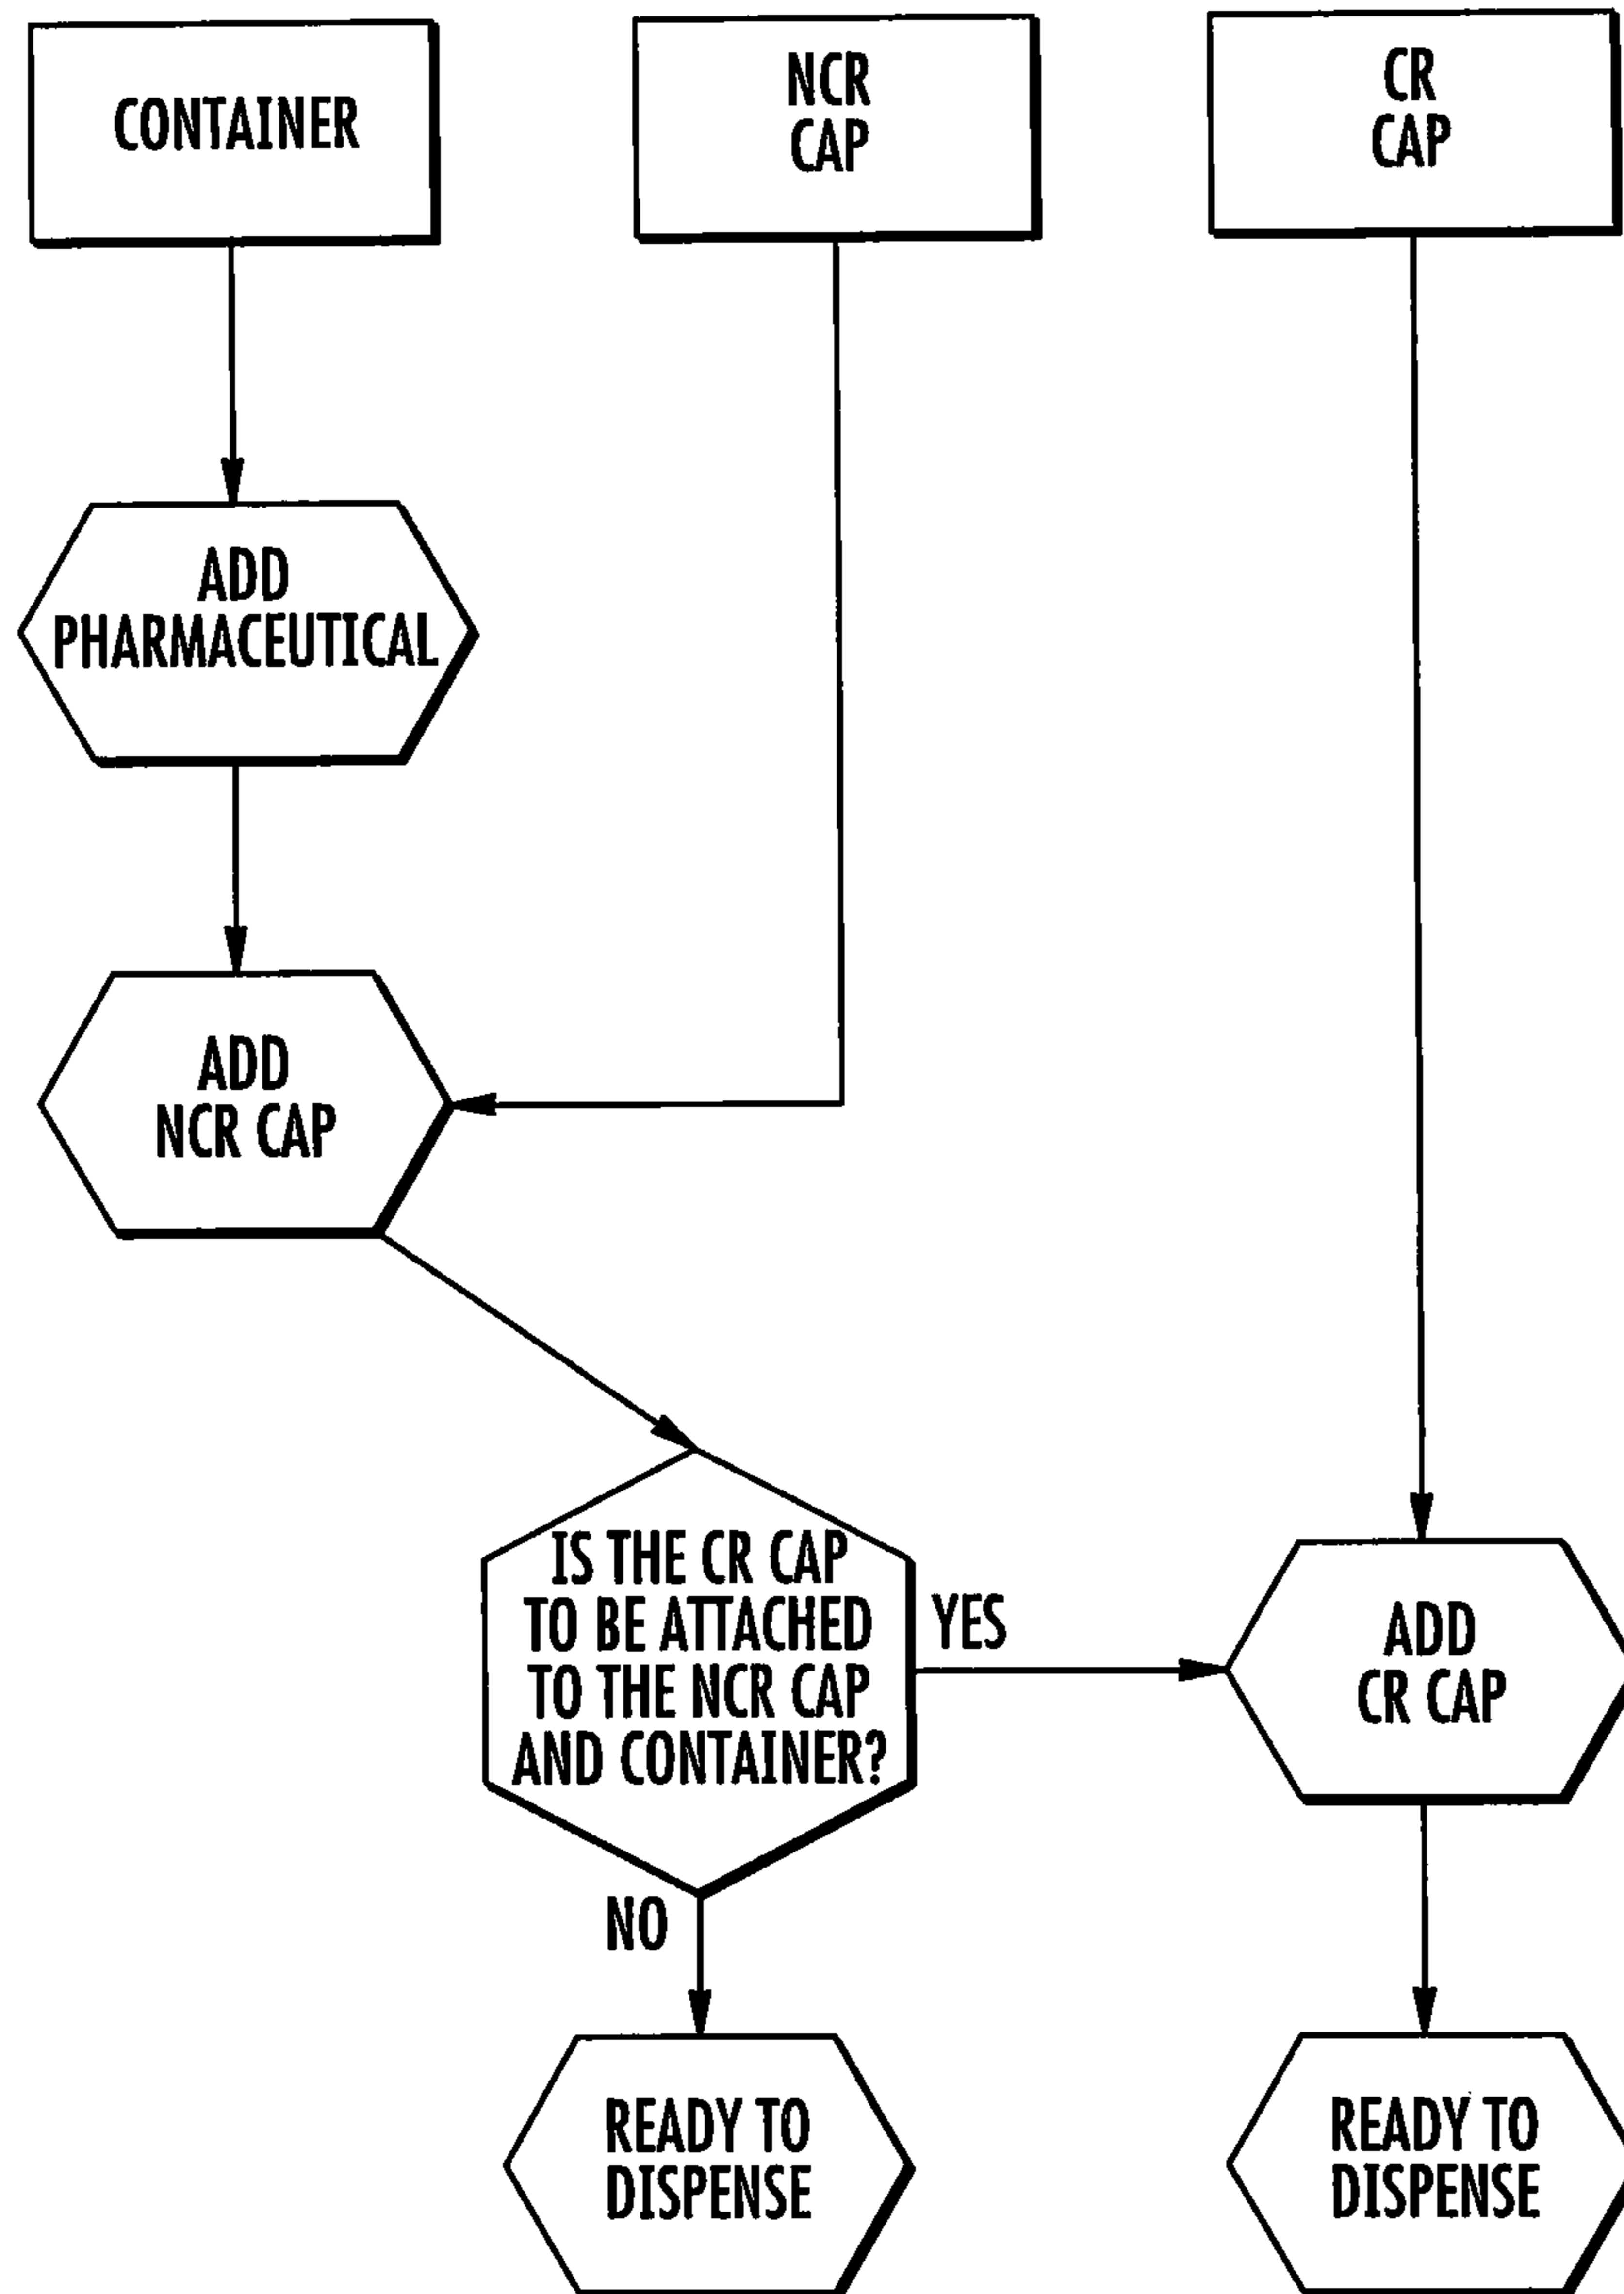 CONTAINER
NCR
CAP
CR
CAP
ADD
PHARMACEUTICAL
ADD
NCR CAP
IS THE CR CAP
TO BE ATTACHED
TO THE NCR CAP
AND CONTAINER?
YES
ADD
CR CAP
NO
READY TO
DISPENSE
READY TO
DISPENSE